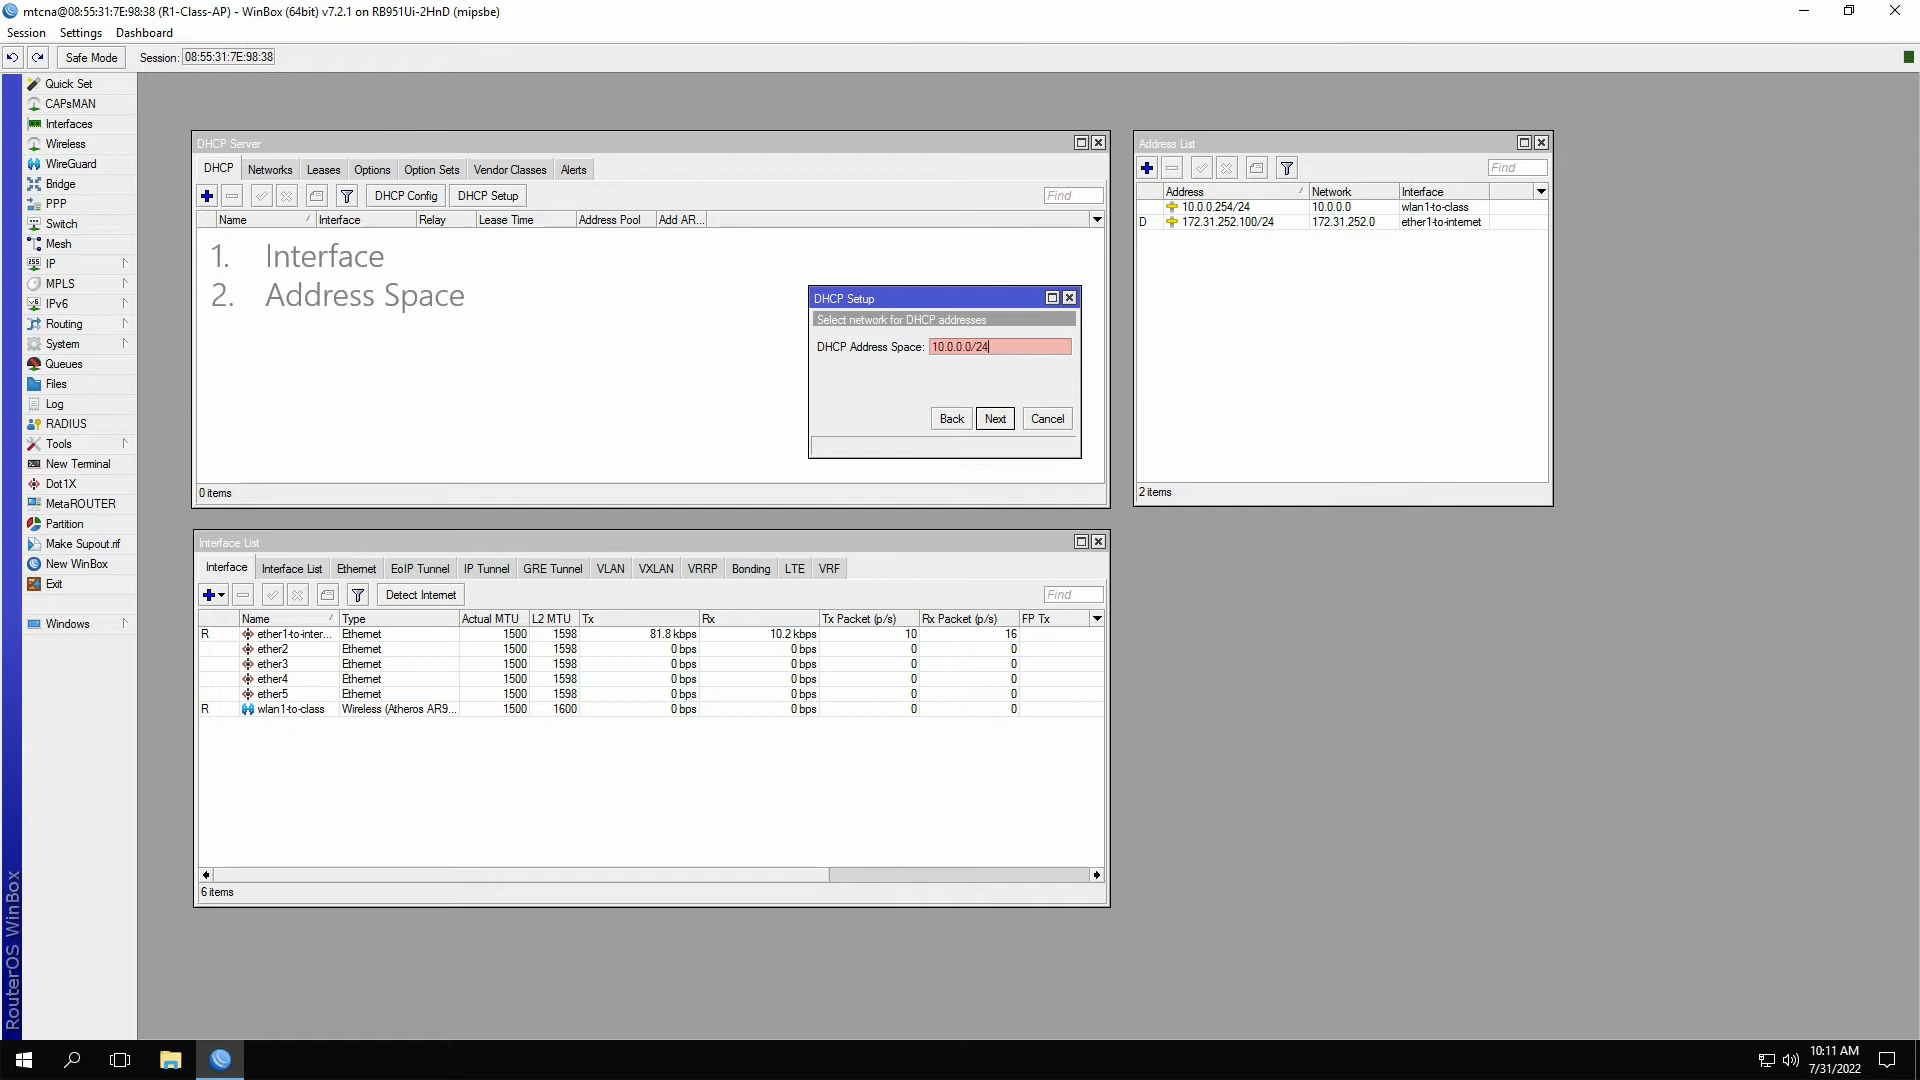 mtcna@08:55:31:7E:98:38 (R1-Class-AP) - WinBox (64bit) v7.2.1 on RB951Ui-2HnD (mipsbe)
Session Settings Dashboard
Safe Mode Session: 08:55:31:7E:98:38
Quick Set
CAPsMAN
Interfaces
Wireless
WireGuard
Bridge
PPP
Switch
Mesh
IP
MPLS
IPv6
Routing
System
Queues
Files
Log
RADIUS
Tools
New Terminal
Dot1X
MetaROUTER
Partition
Make Supout.rif
New WinBox
Exit
Windows
RouterOS WinBox
DHCP Server
DHCP Networks Leases Options Option Sets Vendor Classes Alerts
DHCP Config DHCP Setup Find
Name / Interface Relay Lease Time Address Pool Add AR...
1. Interface
2. Address Space
0 items
DHCP Setup
Select network for DHCP addresses
DHCP Address Space: 10.0.0.0/24
Back Next Cancel
Address List
Find
Address / Network Interface
10.0.0.254/24 10.0.0.0 wlan1-to-class
D 172.31.252.100/24 172.31.252.0 ether1-to-internet
2 items
Interface List
Interface Interface List Ethernet EoIP Tunnel IP Tunnel GRE Tunnel VLAN VXLAN VRRP Bonding LTE VRF
Detect Internet Find
Name / Type Actual MTU L2 MTU Tx Rx Tx Packet (p/s) Rx Packet (p/s) FP Tx
R ether1-to-inter... Ethernet 1500 1598 81.8 kbps 10.2 kbps 10 16
ether2 Ethernet 1500 1598 0 bps 0 bps 0 0
ether3 Ethernet 1500 1598 0 bps 0 bps 0 0
ether4 Ethernet 1500 1598 0 bps 0 bps 0 0
ether5 Ethernet 1500 1598 0 bps 0 bps 0 0
R wlan1-to-class Wireless (Atheros AR9... 1500 1600 0 bps 0 bps 0 0
6 items
10:11 AM
7/31/2022